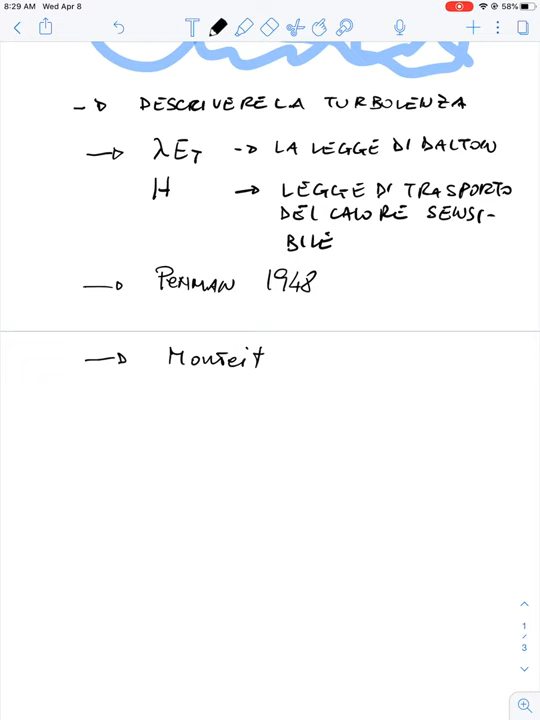 8:29 AM Wed Apr 8 58%
DESCRIVERE LA TURBOLENZA
λE_T → LA LEGGE DI DALTON
H → LEGGE DI TRASPORTO
DEL CALORE SENSI-
BILE
PENMAN 1948
Monteit
1
/
3